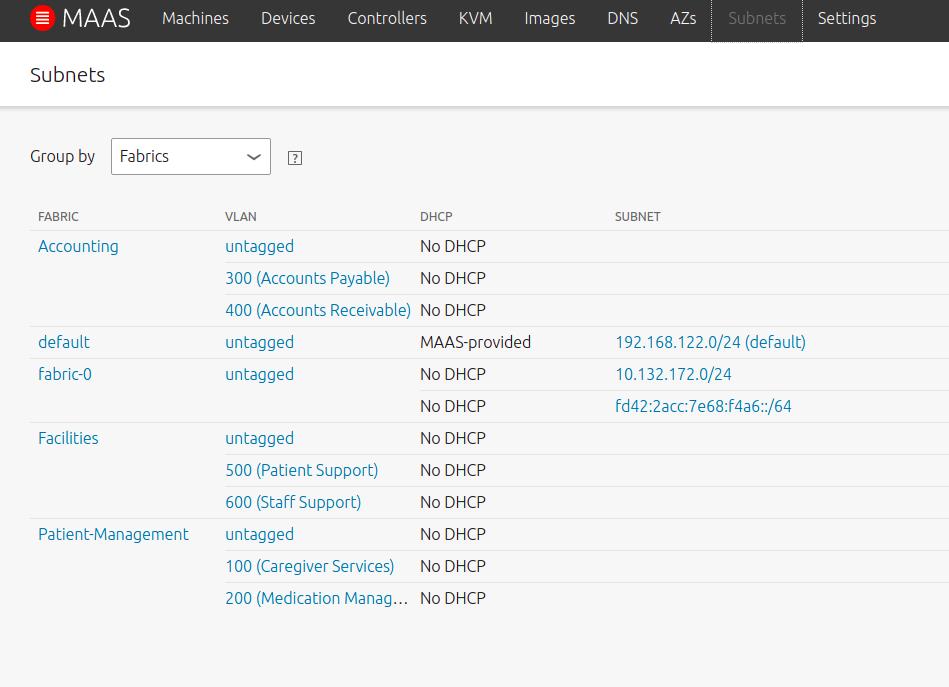 MAAS Machines Devices Controllers KVM Images DNS AZs Subnets Settings
Subnets
Group by Fabrics ?
FABRIC VLAN DHCP SUBNET
Accounting untagged No DHCP
300 (Accounts Payable) No DHCP
400 (Accounts Receivable) No DHCP
default untagged MAAS-provided 192.168.122.0/24 (default)
fabric-0 untagged No DHCP 10.132.172.0/24
No DHCP fd42:2acc:7e68:f4a6::/64
Facilities untagged No DHCP
500 (Patient Support) No DHCP
600 (Staff Support) No DHCP
Patient-Management untagged No DHCP
100 (Caregiver Services) No DHCP
200 (Medication Manag... No DHCP